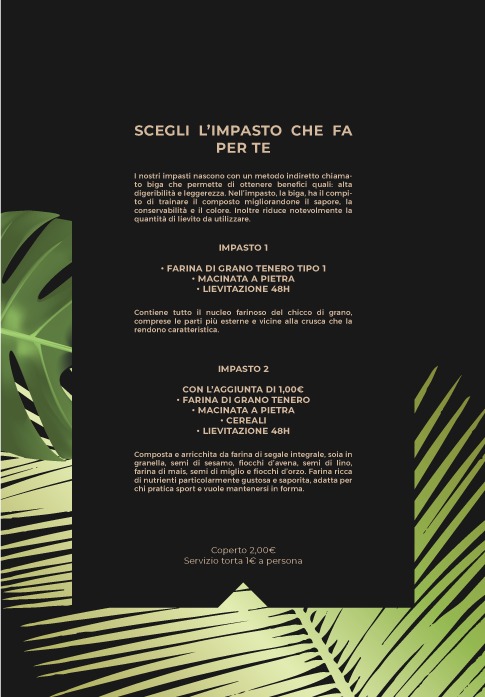 SCEGLI L'IMPASTO CHE FA
PER TE
I nostri impasti nascono con un metodo indiretto chiama-
to biga che permette di ottenere benefici quali: alta
digeribilità e leggerezza. Nell'impasto, la biga, ha il compi-
to di trainare il composto migliorandone il sapore, la
conservabilità e il colore. Inoltre riduce notevolmente la
quantità di lievito da utilizzare.
IMPASTO 1
• FARINA DI GRANO TENERO TIPO 1
• MACINATA A PIETRA
• LIEVITAZIONE 48H
Contiene tutto il nucleo farinoso del chicco di grano,
comprese le parti più esterne e vicine alla crusca che la
rendono caratteristica.
IMPASTO 2
CON L'AGGIUNTA DI 1,00€
• FARINA DI GRANO TENERO
• MACINATA A PIETRA
• CEREALI
• LIEVITAZIONE 48H
Composta e arricchita da farina di segale integrale, soia in
granella, semi di sesamo, fiocchi d'avena, semi di lino,
farina di mais, semi di miglio e fiocchi d'orzo. Farina ricca
di nutrienti particolarmente gustosa e saporita, adatta per
chi pratica sport e vuole mantenersi in forma.
Coperto 2,00€
Servizio torta 1€ a persona